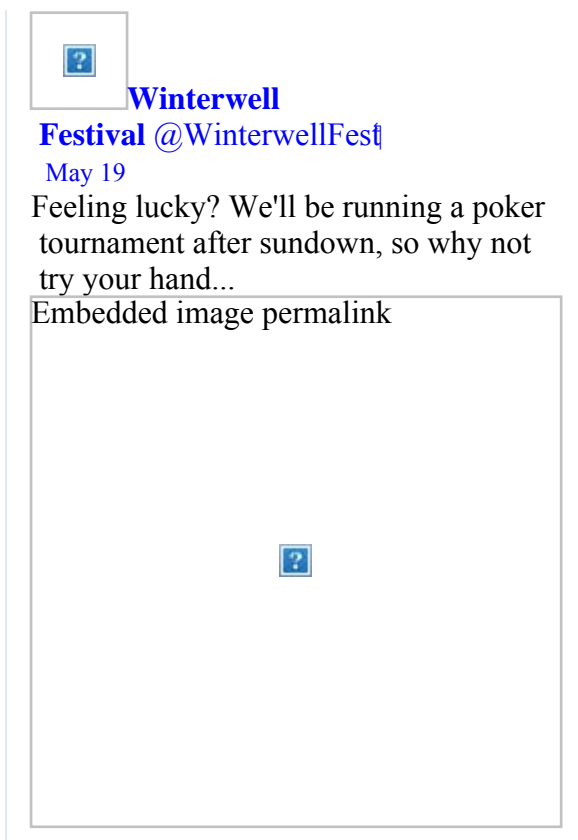 Winterwell
Festival @WinterwellFest
May 19
Feeling lucky? We'll be running a poker
tournament after sundown, so why not
try your hand...
Embedded image permalink